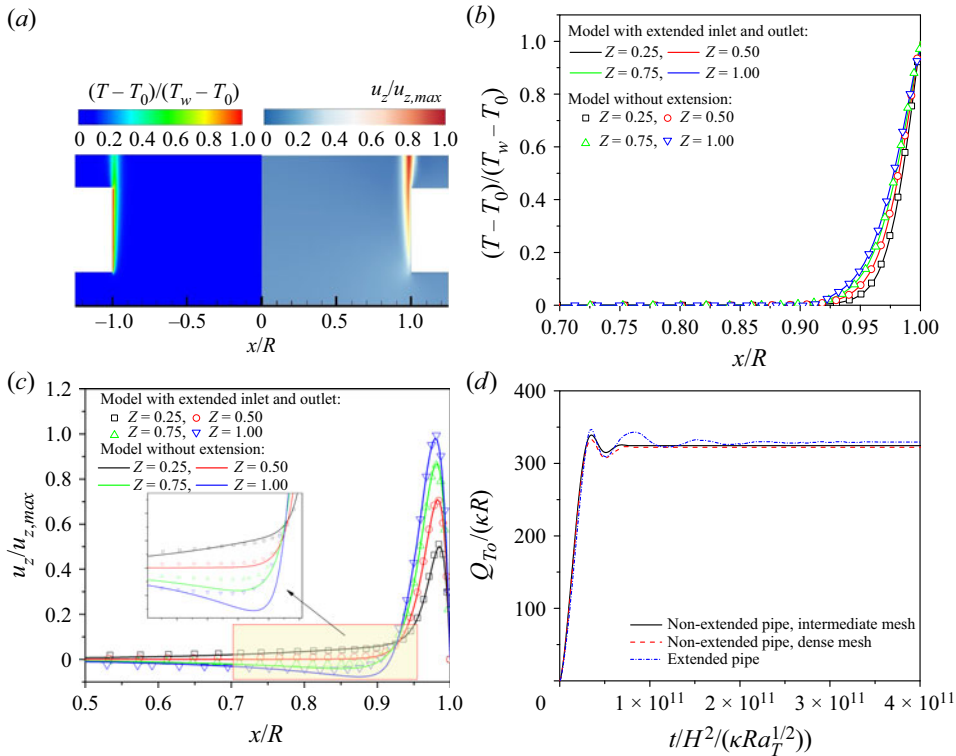 (a)
(T – T0)/(Tw – T0)
uz/uz,max
0 0.2 0.4 0.6 0.8 1.0
0 0.2 0.4 0.6 0.8 1.0
–1.0 –0.5 0 0.5 1.0
x/R
(b)
Model with extended inlet and outlet:
Z = 0.25, Z = 0.50
Z = 0.75, Z = 1.00
Model without extension:
Z = 0.25, Z = 0.50
Z = 0.75, Z = 1.00
(T – T0)/(Tw – T0)
1.0
0.8
0.6
0.4
0.2
0
0.70 0.75 0.80 0.85 0.90 0.95 1.00
x/R
(c)
Model with extended inlet and outlet:
Z = 0.25, Z = 0.50
Z = 0.75, Z = 1.00
Model without extension:
Z = 0.25, Z = 0.50
Z = 0.75, Z = 1.00
uz/uz,max
1.2
1.0
0.8
0.6
0.4
0.2
0
0.5 0.6 0.7 0.8 0.9 1.0
x/R
(d)
QTo/(κR)
400
350
300
250
200
150
100
50
0
Non-extended pipe, intermediate mesh
Non-extended pipe, dense mesh
Extended pipe
1 × 10^11 2 × 10^11 3 × 10^11 4 × 10^11
t/H^2/(κRa_T^1/2))